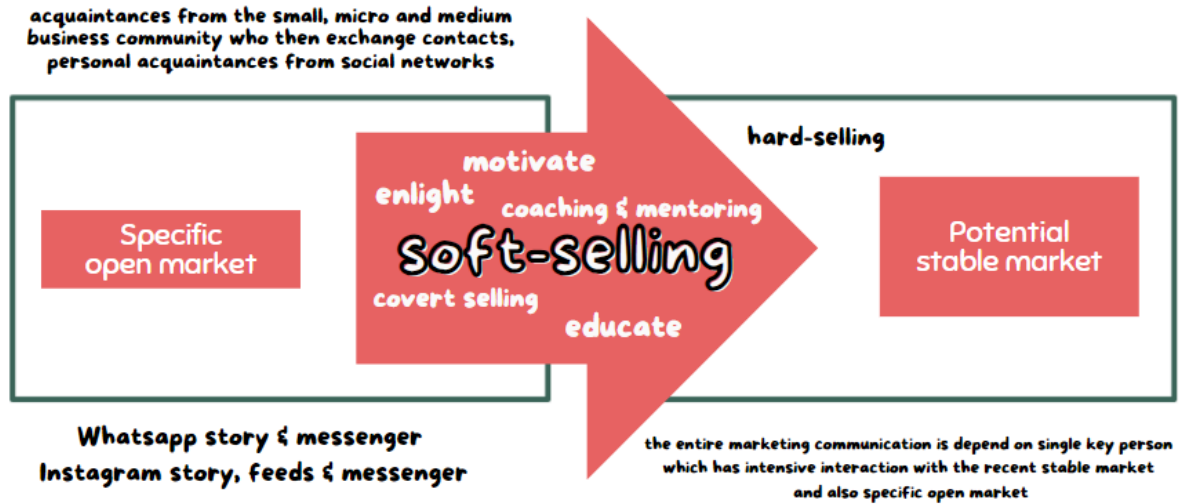 acquaintances from the small, micro and medium
business community who then exchange contacts,
personal acquaintances from social networks
Specific
open market
motivate
enlight
coaching & mentoring
soft-selling
covert selling
educate
hard-selling
Potential
stable market
Whatsapp story & messenger
Instagram story, feeds & messenger
the entire marketing communication is depend on single key person
which has intensive interaction with the recent stable market
and also specific open market